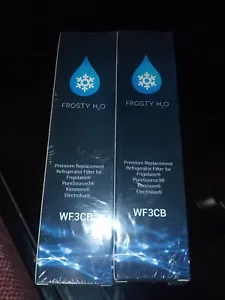 FROSTY H₂O
Premium Replacement
Refrigerator Filter for
Frigidaire®
PureSource3®
Kenmore®
Electrolux®
WF3CB
FROSTY H₂O
Premium Replacement
Refrigerator Filter for
Frigidaire®
PureSource3®
Kenmore®
Electrolux®
WF3CB